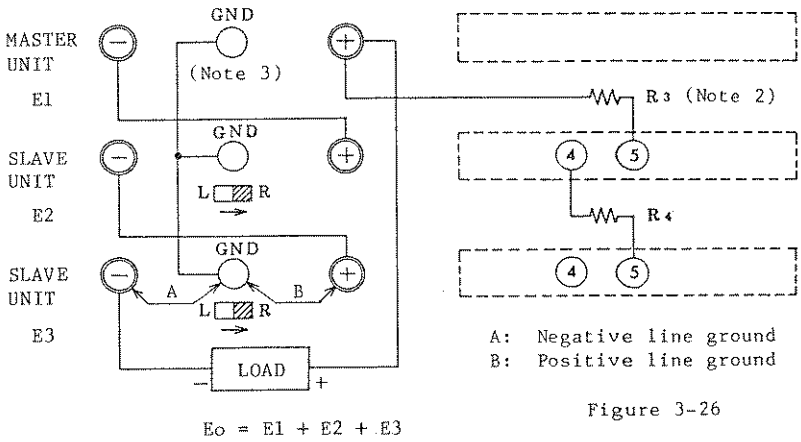 GND
MASTER
UNIT
E1
−
+
(Note 3)
R3 (Note 2)
GND
SLAVE
UNIT
E2
−
+
L R
4 5
R4
GND
SLAVE
UNIT
E3
−
+
A B
L R
4 5
− LOAD +
A: Negative line ground
B: Positive line ground
Eo = E1 + E2 + E3
Figure 3-26